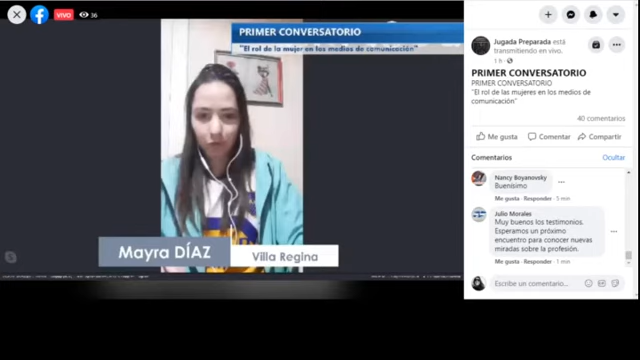 VIVO
36
PRIMER CONVERSATORIO
"El rol de la mujer en los medios de comunicación"
Mayra DÍAZ
Villa Regina
Jugada Preparada está
transmitiendo en vivo.
1 h
PRIMER CONVERSATORIO
PRIMER CONVERSATORIO
"El rol de las mujeres en los medios de
comunicación"
40 comentarios
Me gusta
Comentar
Compartir
Comentarios
Ocultar
Nancy Boyanovsky
Buenísimo
Me gusta · Responder · 5 min
Julio Morales
Muy buenos los testimonios.
Esperamos un próximo
encuentro para conocer nuevas
miradas sobre la profesión.
Me gusta · Responder · 1 min
Escribe un comentario...